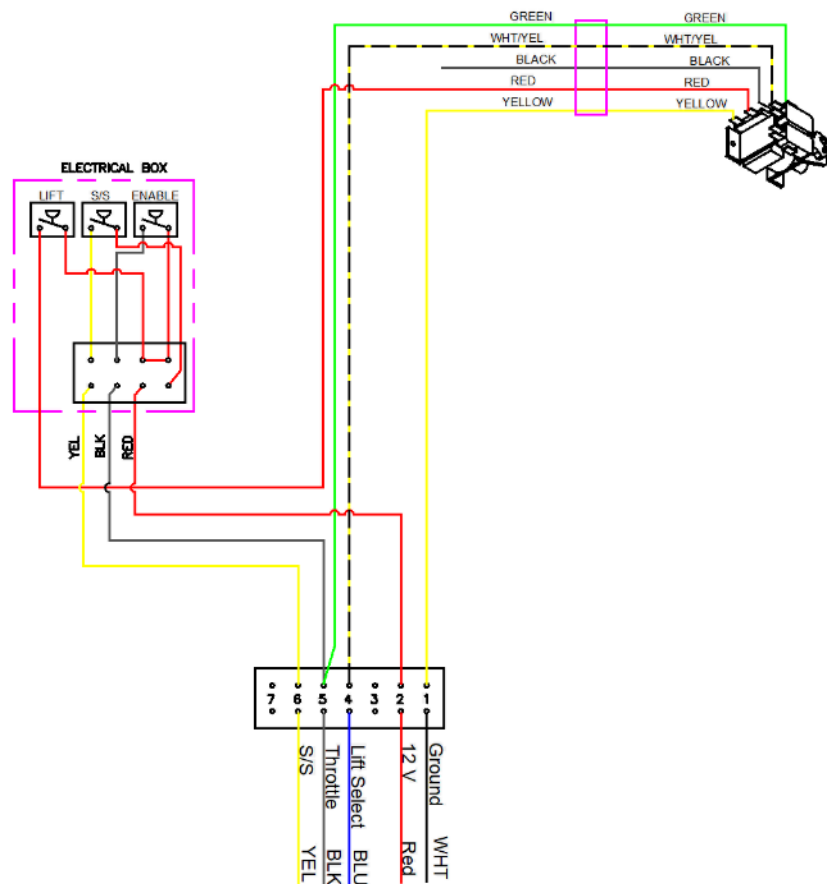 GREEN GREEN
WHT/YEL WHT/YEL
BLACK BLACK
RED RED
YELLOW YELLOW
ELECTRICAL BOX
LIFT S/S ENABLE
YEL BLK RED
7 6 5 4 3 2 1
S/S Throttle Lift Select 12 V Ground
YEL BLK BLU Red WHT